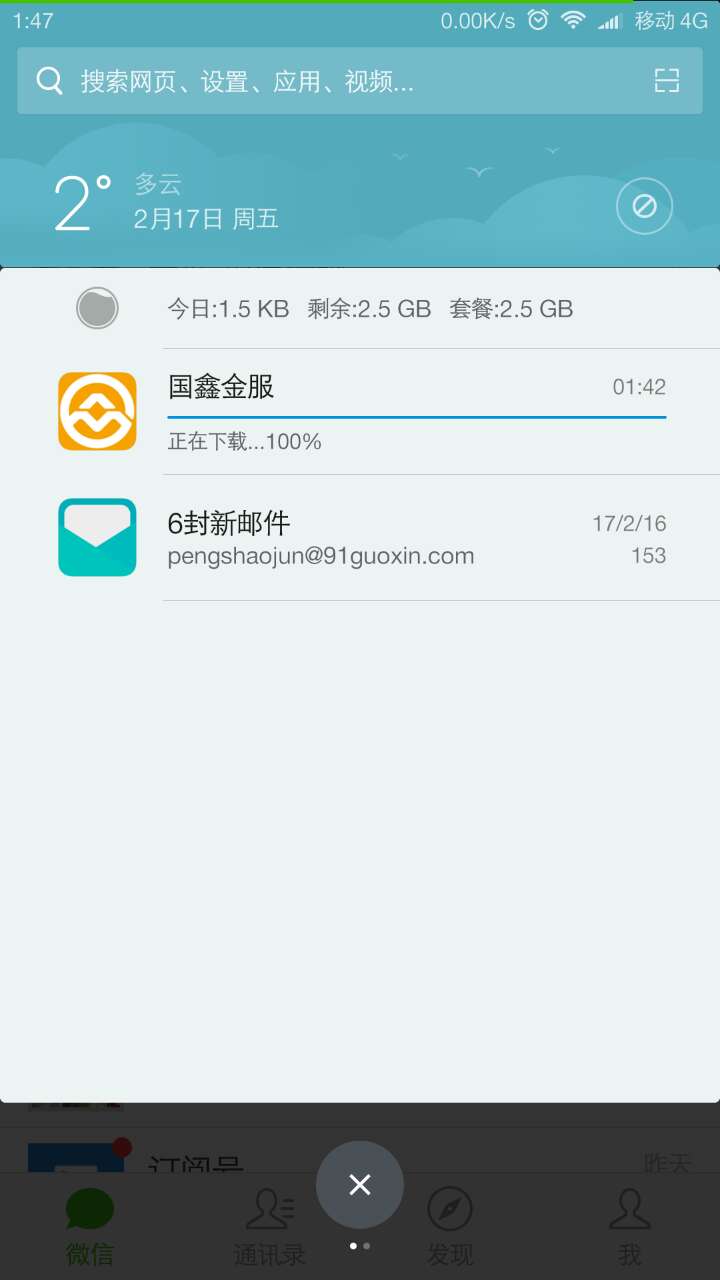 1:47 0.00K/s 移动 4G
搜索网页、设置、应用、视频...
2° 多云
2月17日 周五
今日:1.5 KB 剩余:2.5 GB 套餐:2.5 GB
国鑫金服 01:42
正在下载...100%
6封新邮件 17/2/16
pengshaojun@91guoxin.com 153
订阅号 昨天
微信 通讯录 发现 我